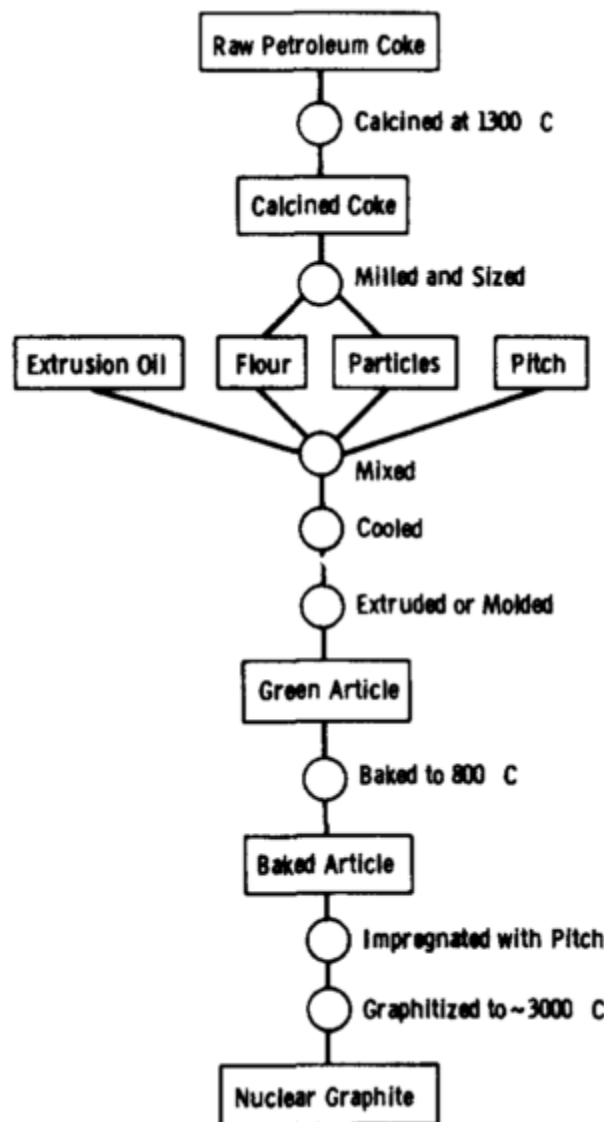 Raw Petroleum Coke
Calcined at 1300 C
Calcined Coke
Milled and Sized
Extrusion Oil
Flour
Particles
Pitch
Mixed
Cooled
Extruded or Molded
Green Article
Baked to 800 C
Baked Article
Impregnated with Pitch
Graphitized to ~3000 C
Nuclear Graphite